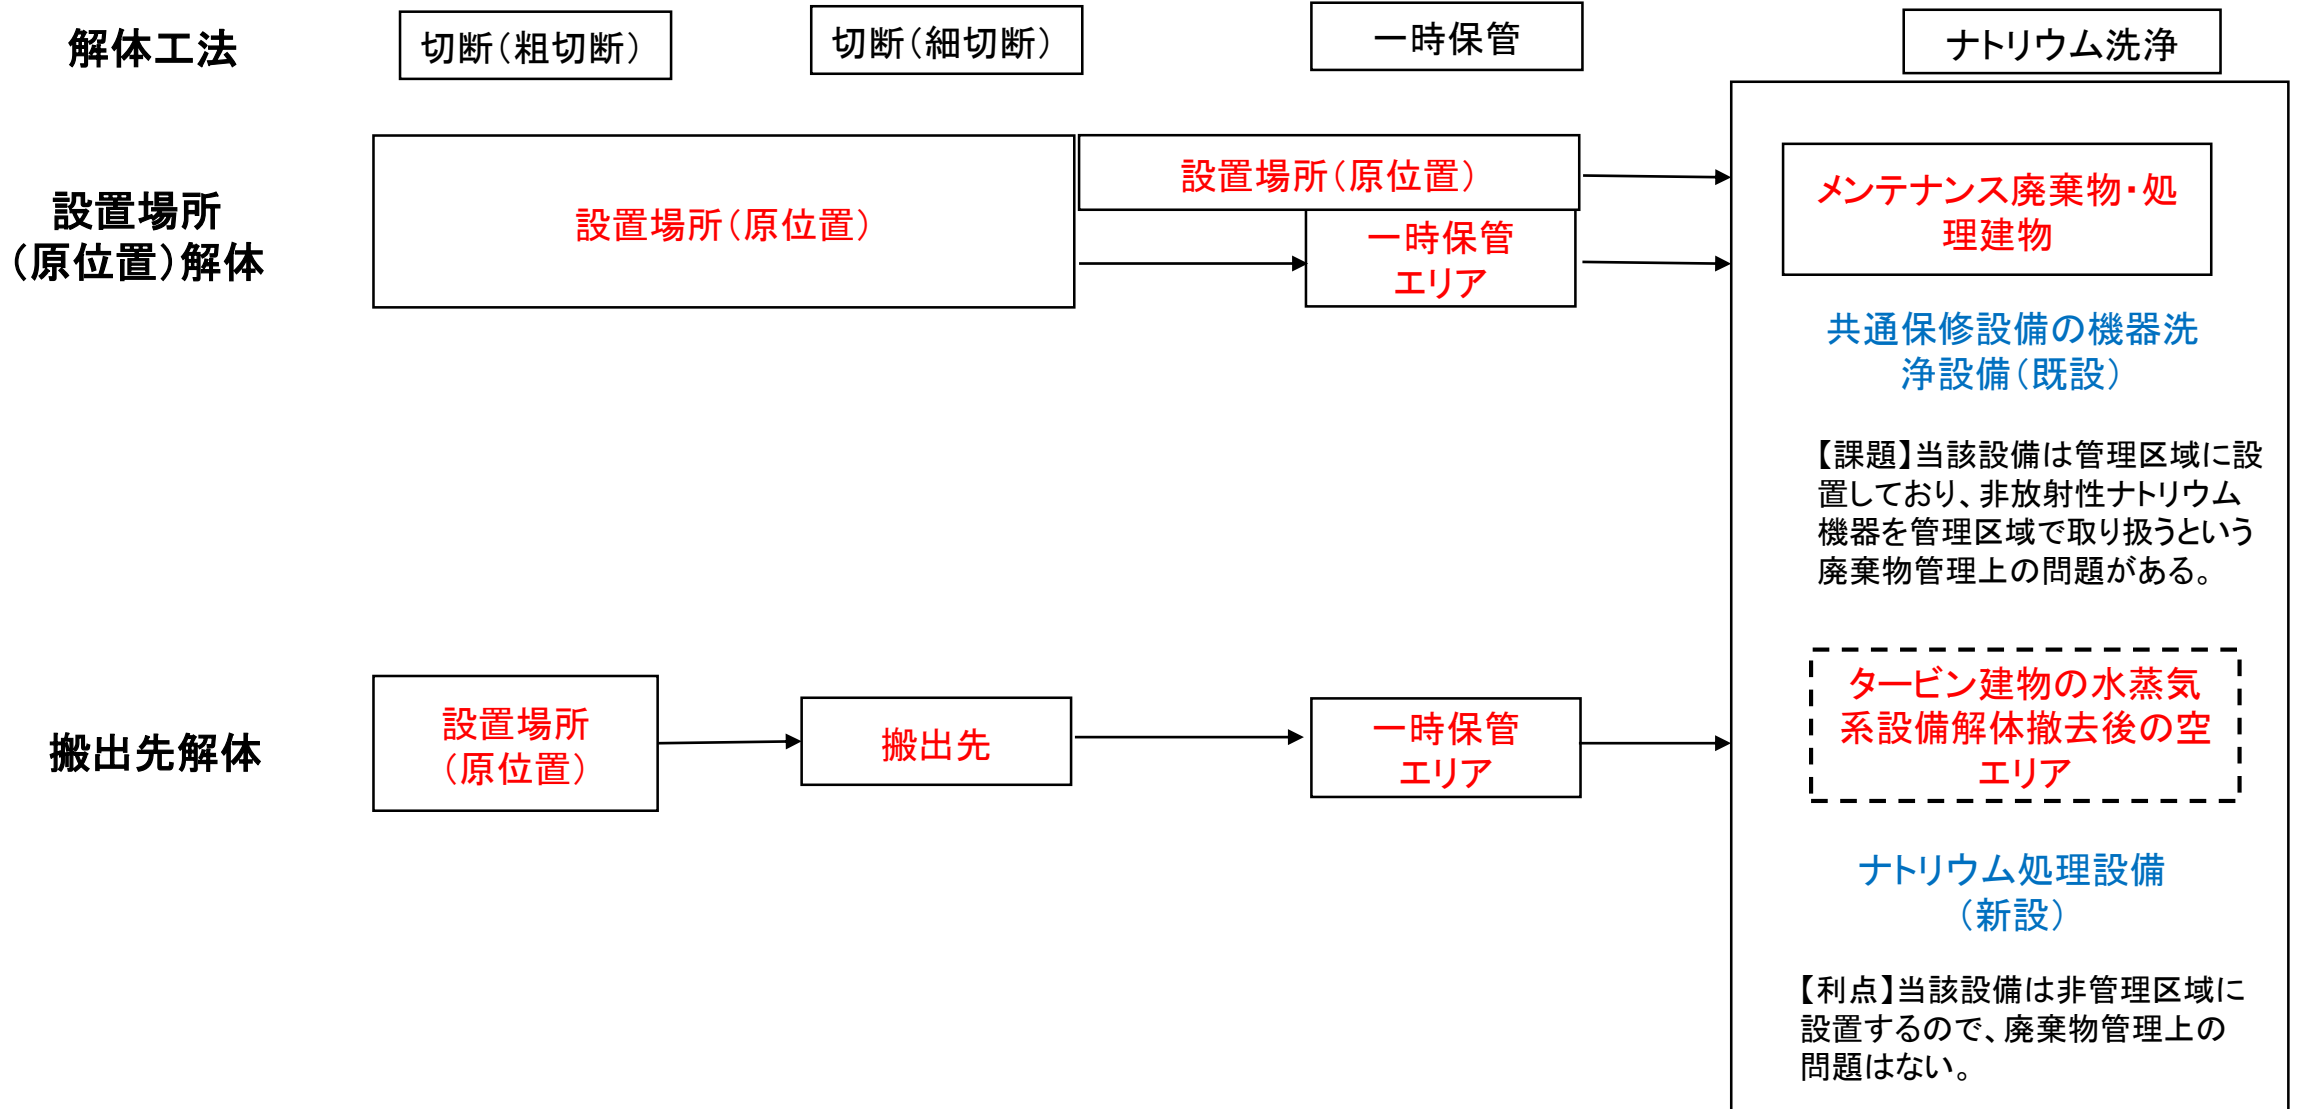 解体工法
切断(粗切断)
切断(細切断)
一時保管
ナトリウム洗浄
設置場所
(原位置)解体
設置場所(原位置)
設置場所(原位置)
一時保管
エリア
メンテナンス廃棄物・処
理建物
共通保修設備の機器洗
浄設備(既設)
【課題】当該設備は管理区域に設
置しており、非放射性ナトリウム
機器を管理区域で取り扱うという
廃棄物管理上の問題がある。
搬出先解体
設置場所
(原位置)
搬出先
一時保管
エリア
タービン建物の水蒸気
系設備解体撤去後の空
エリア
ナトリウム処理設備
(新設)
【利点】当該設備は非管理区域に
設置するので、廃棄物管理上の
問題はない。